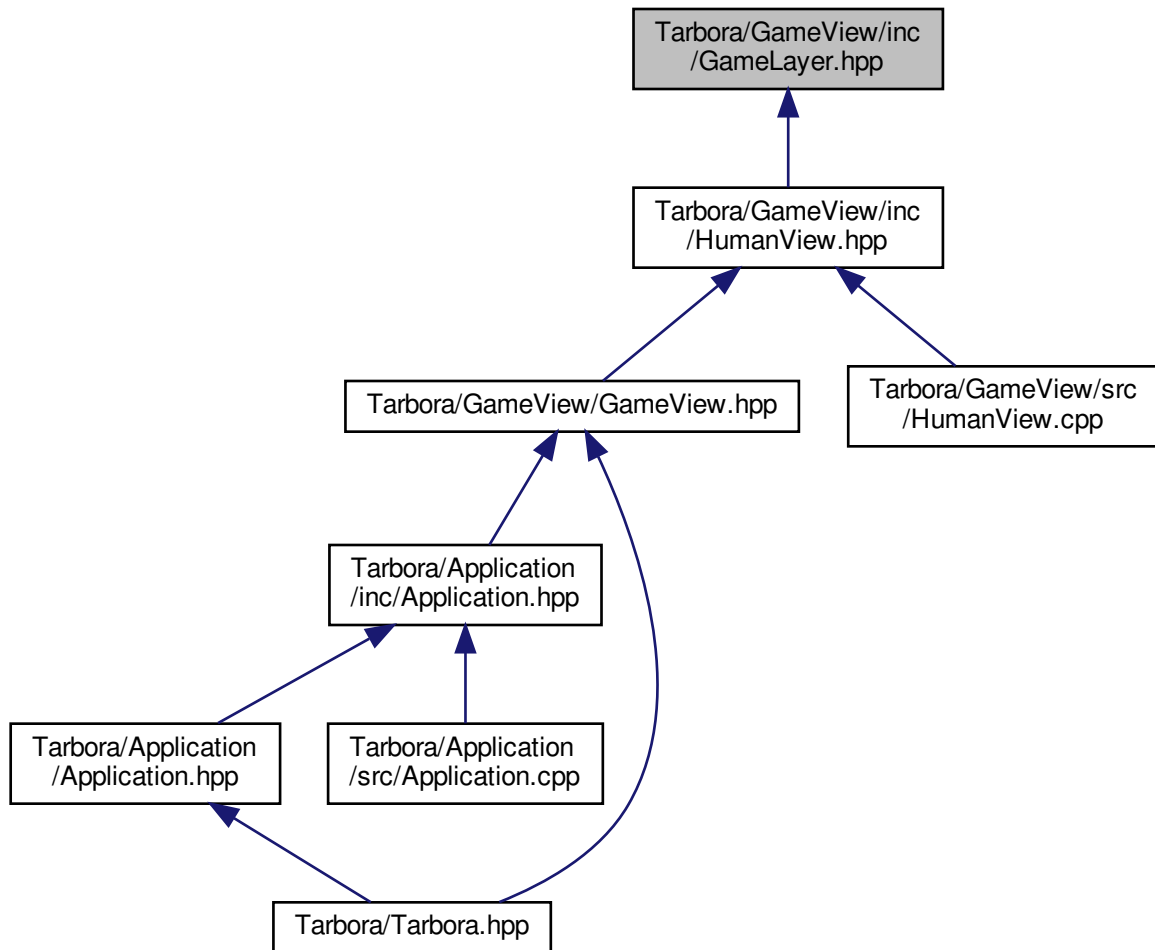 Tarbora/GameView/inc
/GameLayer.hpp
Tarbora/GameView/inc
/HumanView.hpp
Tarbora/GameView/GameView.hpp
Tarbora/GameView/src
/HumanView.cpp
Tarbora/Application
/inc/Application.hpp
Tarbora/Application
/Application.hpp
Tarbora/Application
/src/Application.cpp
Tarbora/Tarbora.hpp